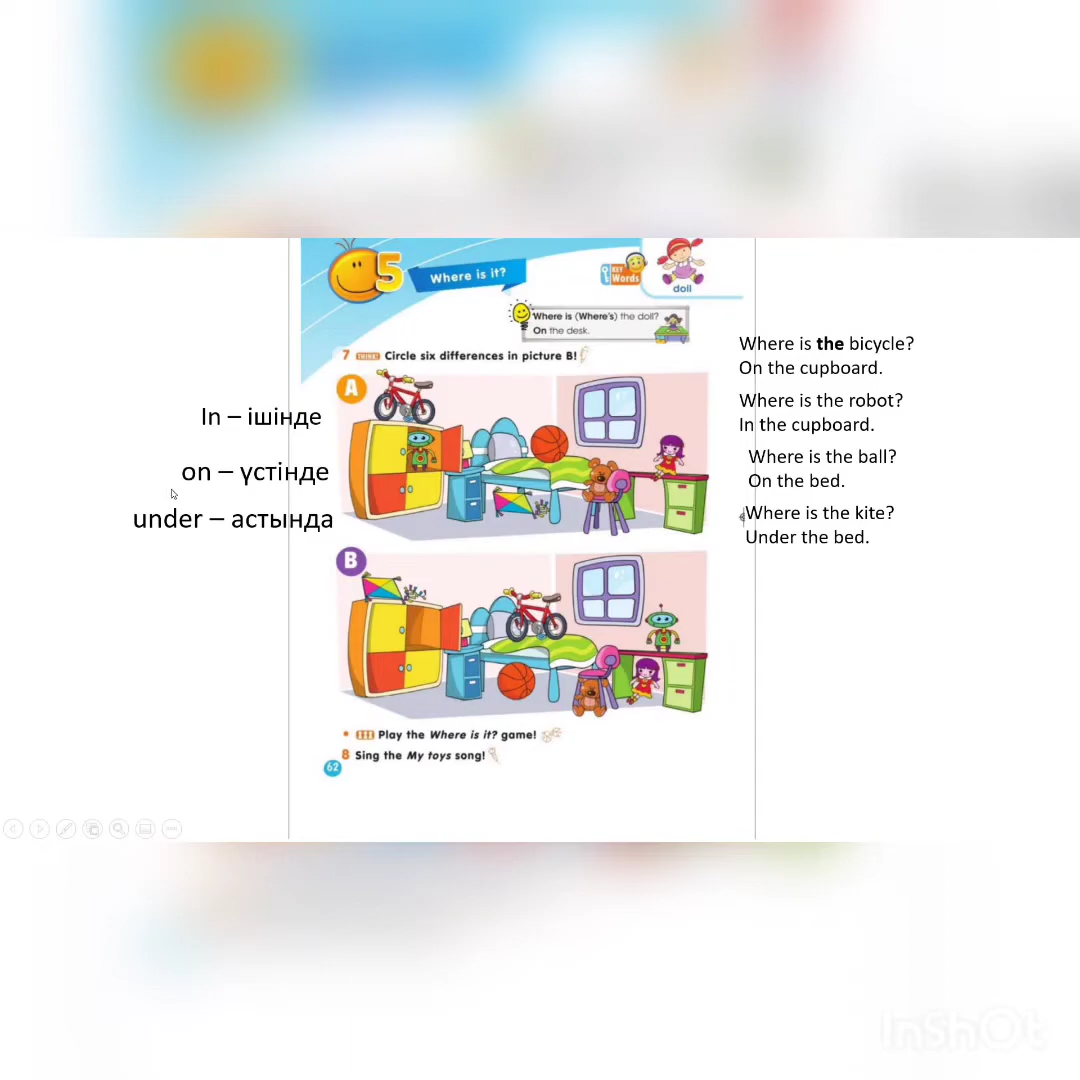 5
Where is it?
KEY
Words
doll
Where is (Where's) the doll?
On the desk.
7 THINK! Circle six differences in picture B!
A
In – ішінде
on – үстінде
under – астында
Where is the bicycle?
On the cupboard.
Where is the robot?
In the cupboard.
Where is the ball?
On the bed.
Where is the kite?
Under the bed.
B
• Play the Where is it? game!
8 Sing the My toys song!
62
InShOt